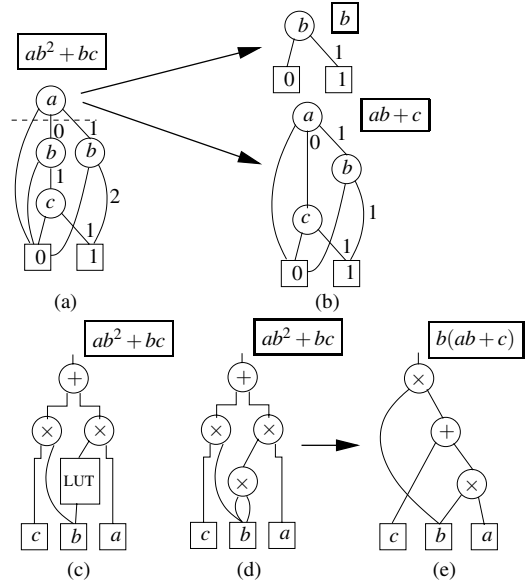 b
b
1
0
1
ab² + bc
a
0
1
b
b
1
2
c
1
0
1
(a)
ab + c
a
0
1
b
c
1
1
0
1
(b)
ab² + bc
+
×
×
LUT
c
b
a
(c)
ab² + bc
+
×
×
×
c
b
a
(d)
b(ab + c)
×
+
×
c
b
a
(e)